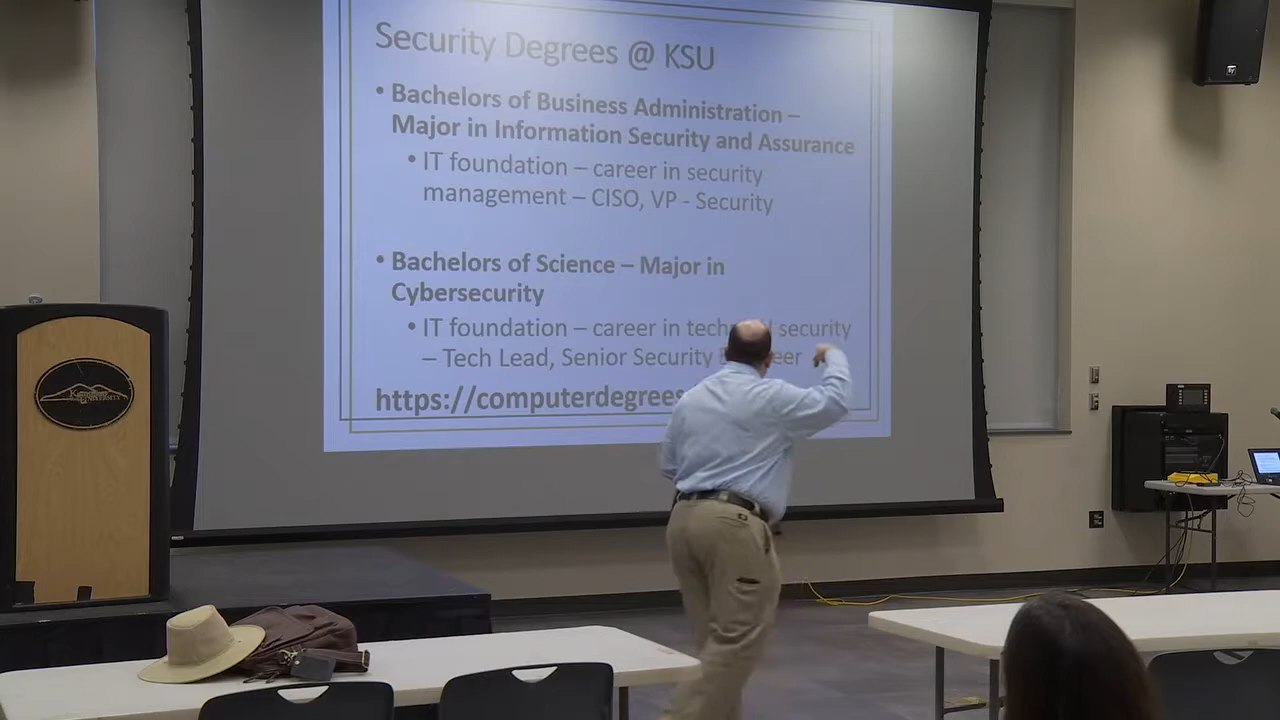 Security Degrees @ KSU
• Bachelors of Business Administration –
Major in Information Security and Assurance
• IT foundation – career in security
management – CISO, VP - Security
• Bachelors of Science – Major in
Cybersecurity
• IT foundation – career in security
– Tech Lead, Senior Security
https://computerdegrees